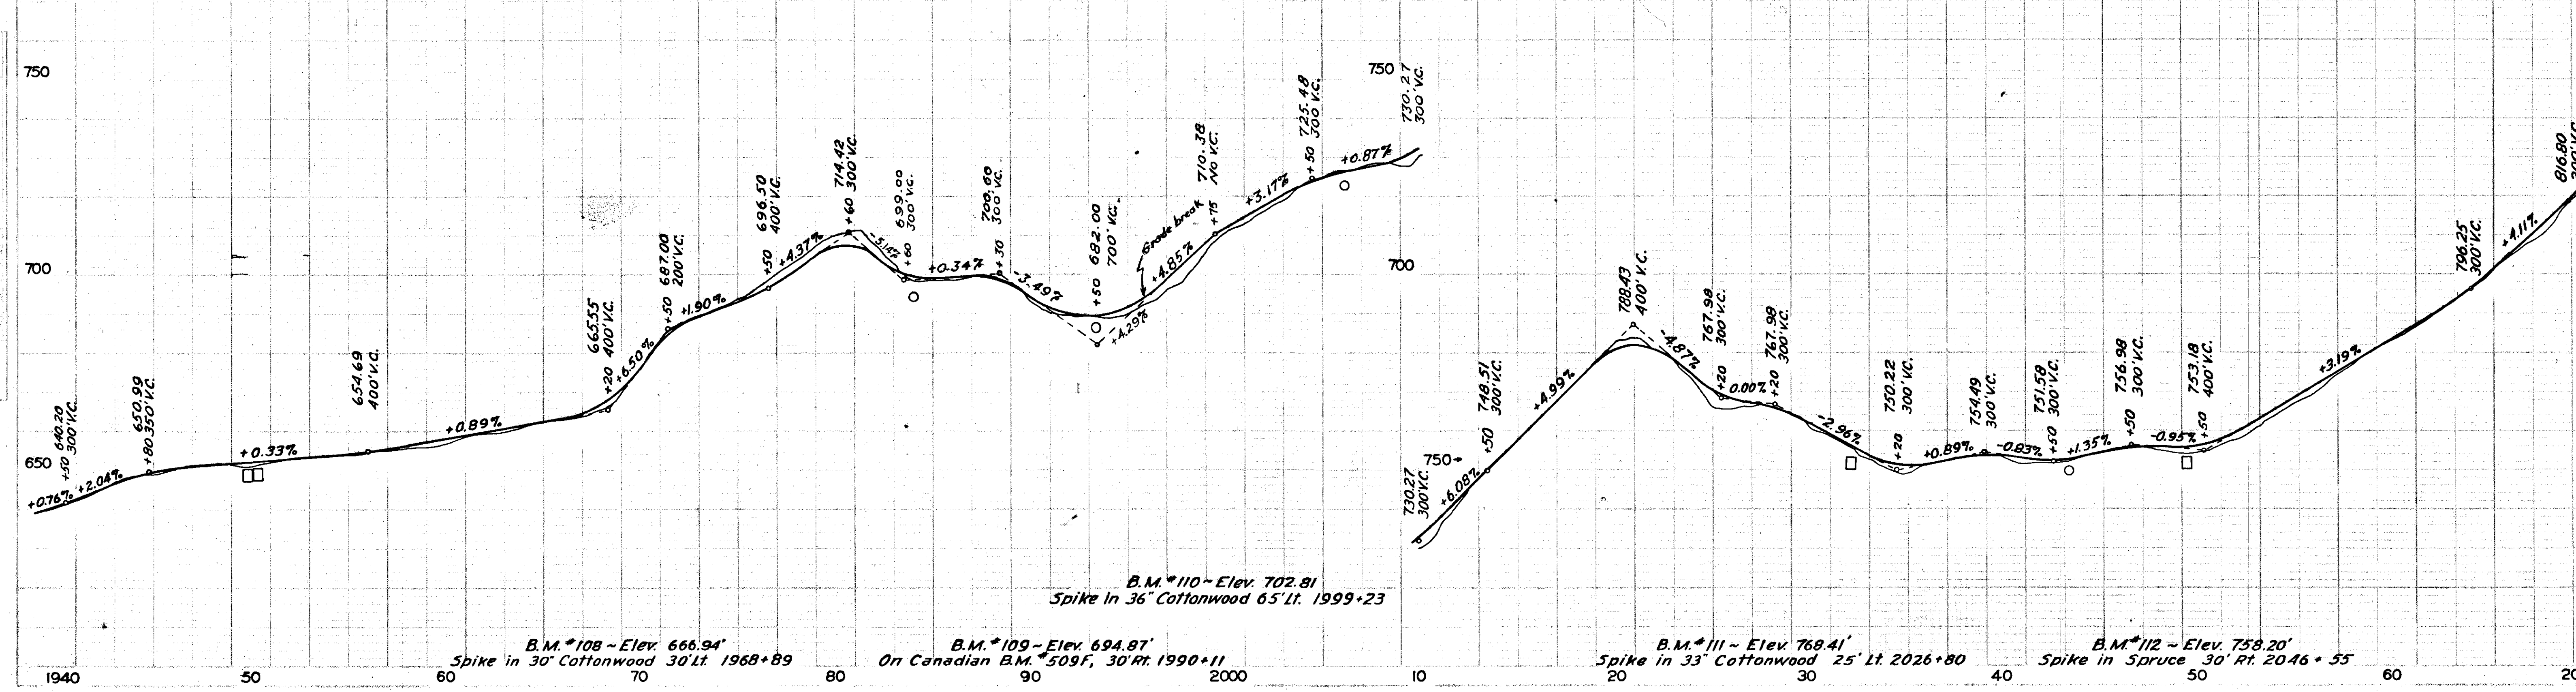 750
700
650
+50 640.20
300' V.C.
+0.76%
+2.04%
650.99
+80 350' V.C.
+0.33%
654.69
400' V.C.
+0.89%
665.55
+20 400' V.C.
+6.50%
+50 687.00
200' V.C.
+1.90%
696.50
+50 400' V.C.
+4.37%
714.42
+60 300' V.C.
-5.14%
699.00
+60 300' V.C.
+0.34%
700.60
+30 300' V.C.
-3.49%
+50 682.00
700' V.C.
+4.29%
Grade break
+4.85%
710.38
+75 No V.C.
+3.17%
725.48
+50 300' V.C.
+0.87%
750
730.27
300' V.C.
700
750
730.27
300' V.C.
+6.08%
748.51
+50 300' V.C.
+4.99%
788.43
400' V.C.
-4.87%
767.98
+20 300' V.C.
0.00%
767.98
+20 300' V.C.
-2.96%
750.22
+20 300' V.C.
+0.89%
754.49
300' V.C.
-0.83%
751.58
+50 300' V.C.
+1.35%
756.98
+50 300' V.C.
-0.95%
753.18
+50 400' V.C.
+3.19%
796.25
300' V.C.
+4.11%
816.80
B.M. #110 ~ Elev. 702.81
Spike In 36" Cottonwood 65' Lt. 1999+23
B.M. #108 ~ Elev. 666.94'
Spike in 30" Cottonwood 30' Lt. 1968+89
B.M. #109 ~ Elev. 694.87'
On Canadian B.M. #509F, 30' Rt. 1990+11
B.M. #111 ~ Elev. 768.41'
Spike in 33" Cottonwood 25' Lt. 2026+80
B.M. #112 ~ Elev. 758.20'
Spike in Spruce 30' Rt. 2046+55
1940 50 60 70 80 90 2000 10 20 30 40 50 60 20